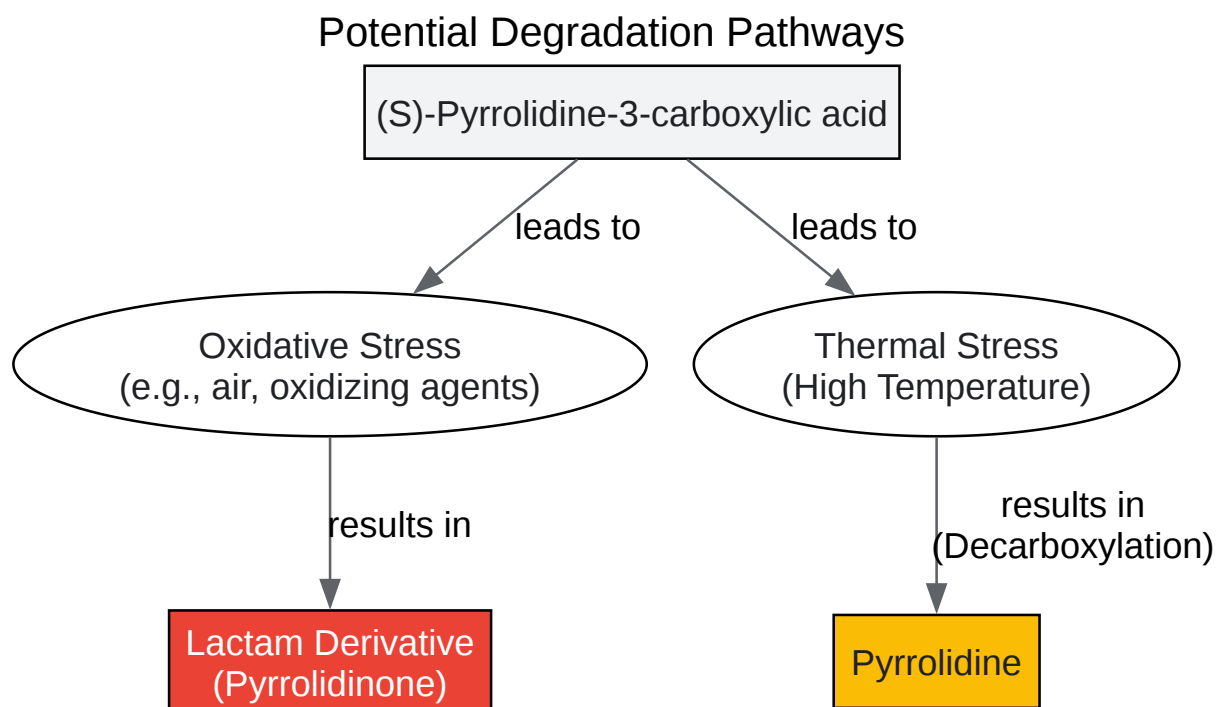 Potential Degradation Pathways
(S)-Pyrrolidine-3-carboxylic acid
leads to
leads to
Oxidative Stress
(e.g., air, oxidizing agents)
Thermal Stress
(High Temperature)
results in
results in
(Decarboxylation)
Lactam Derivative
(Pyrrolidinone)
Pyrrolidine